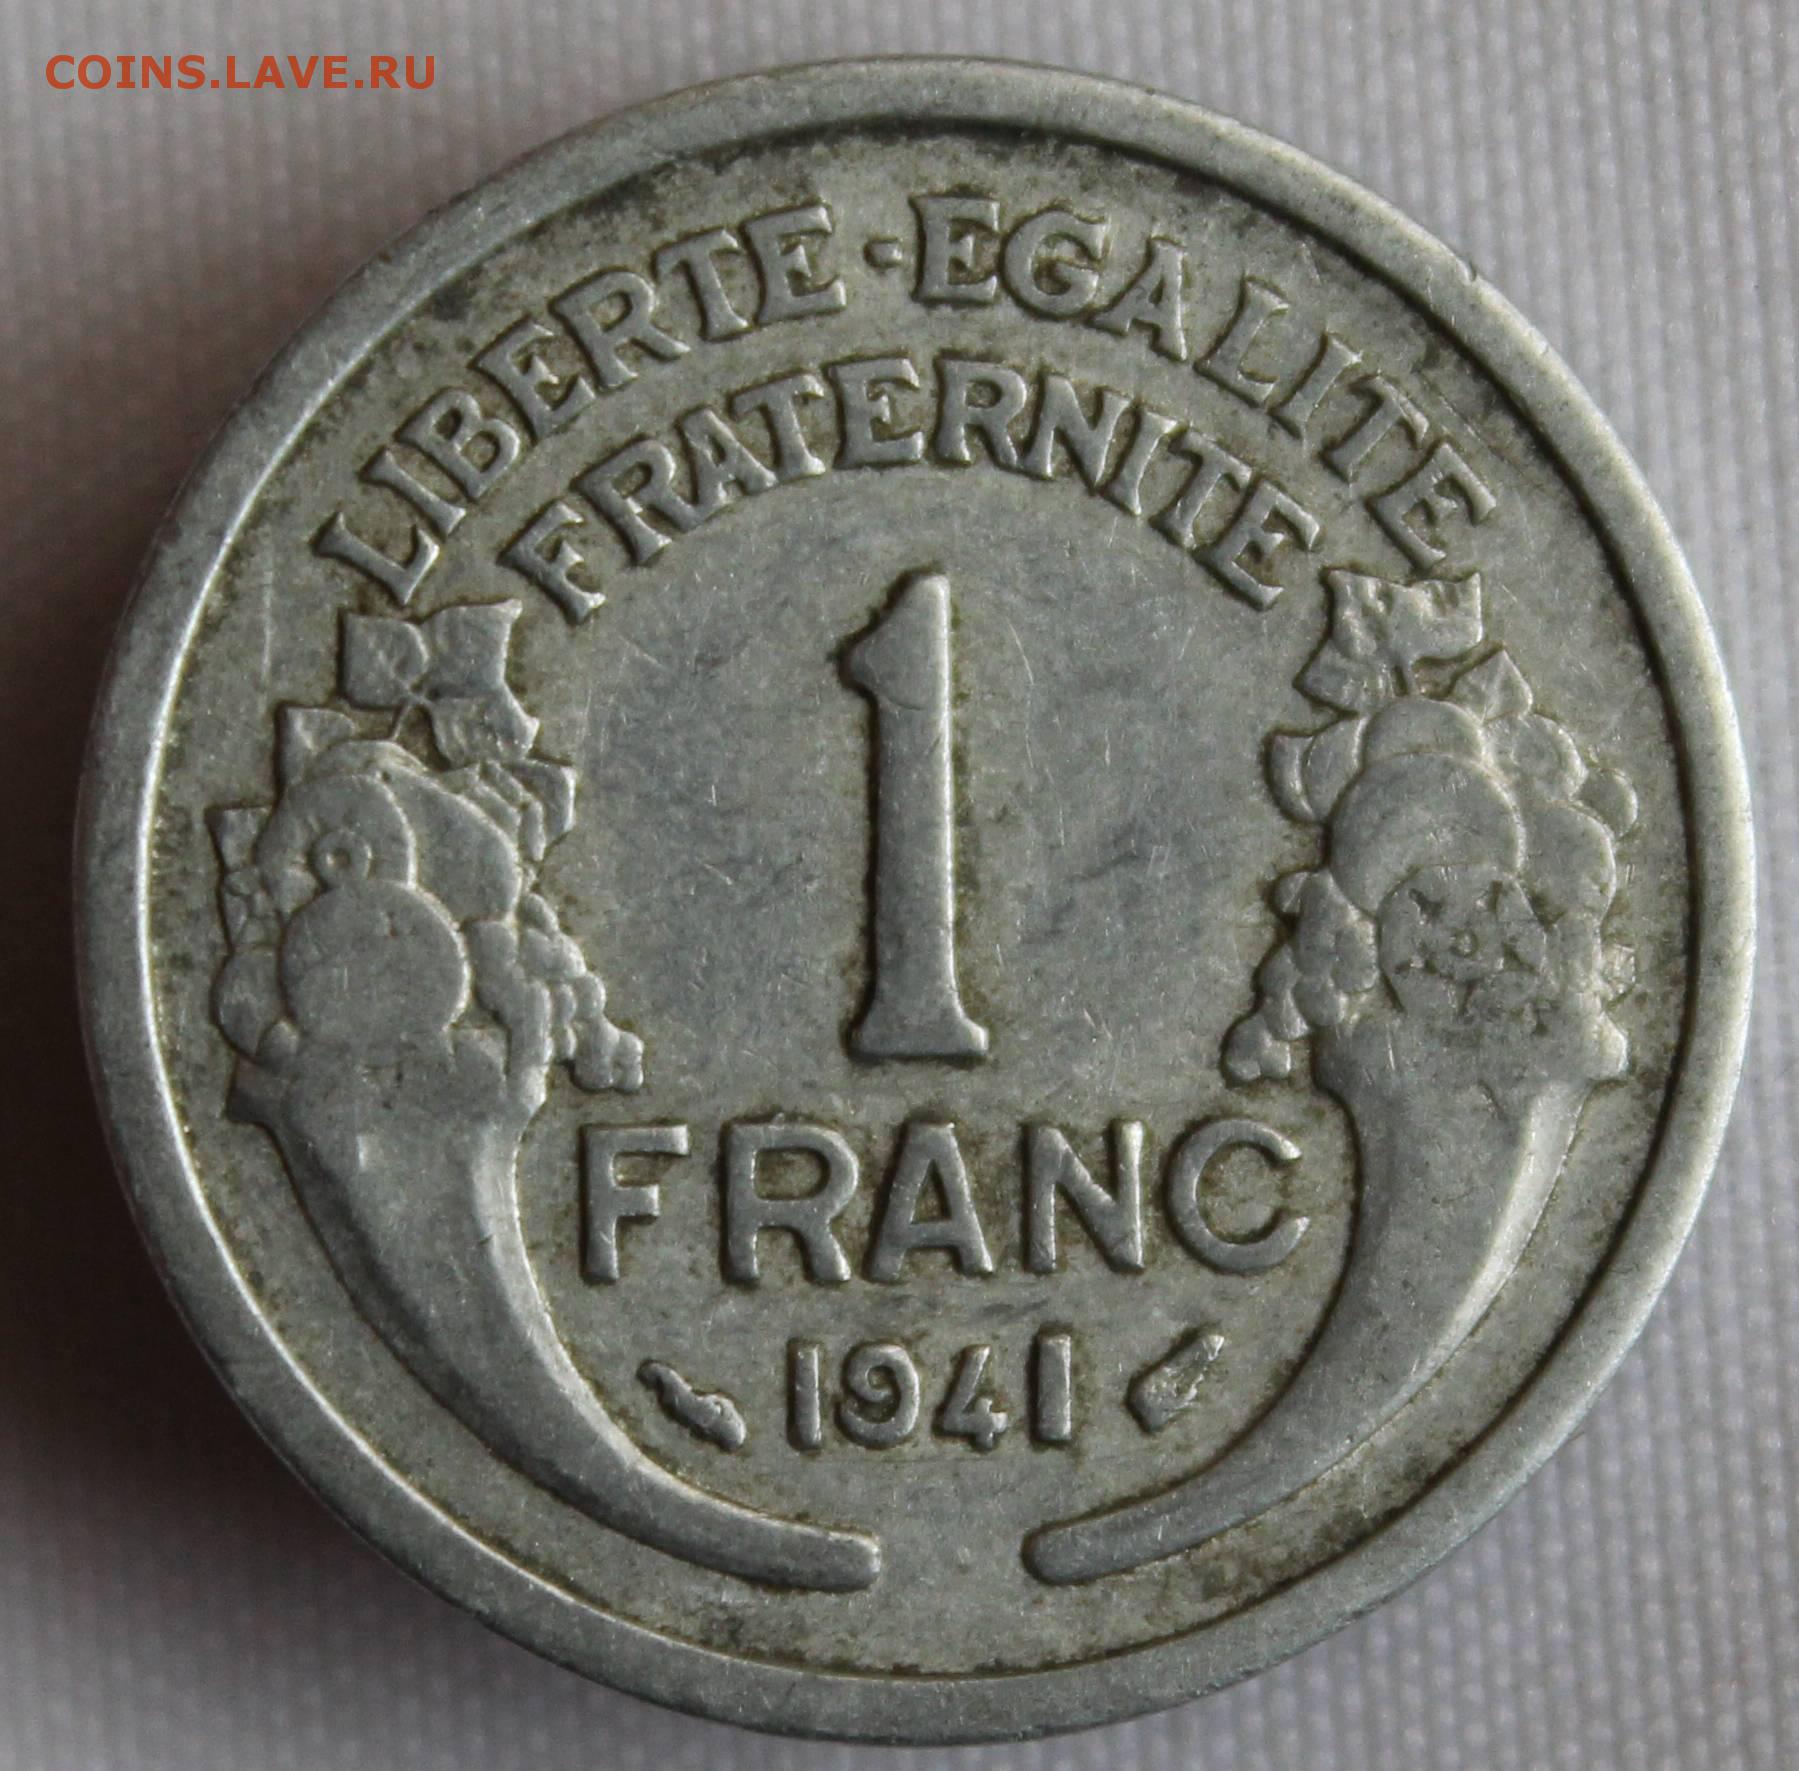 COINS.LAVE.RU
LIBERTE·EGALITE
FRATERNITE
1
FRANC
1941